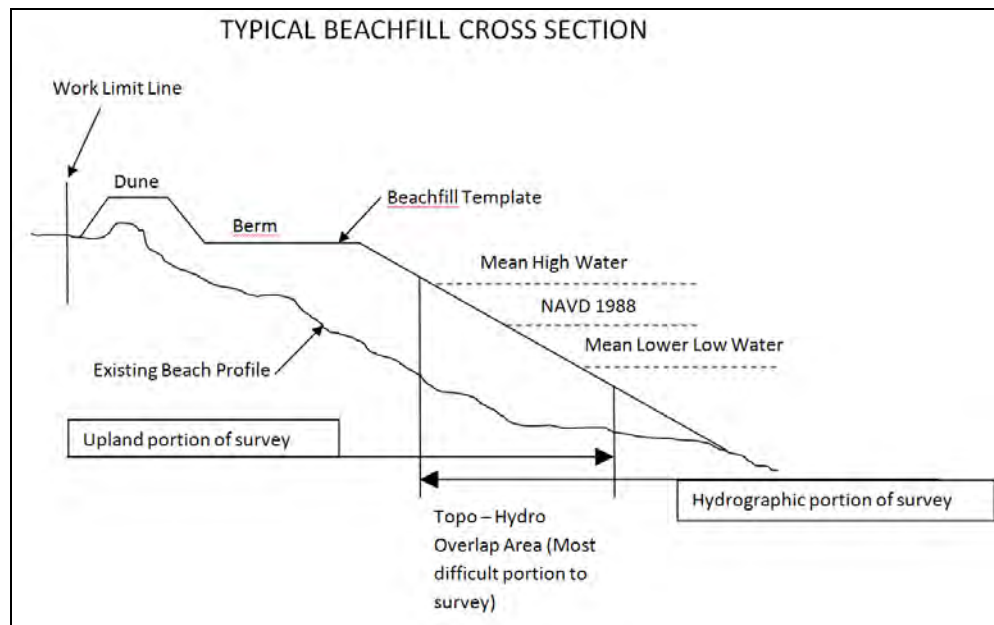 TYPICAL BEACHFILL CROSS SECTION
Work Limit Line
Dune
Beachfill Template
Berm
Mean High Water
NAVD 1988
Mean Lower Low Water
Existing Beach Profile
Upland portion of survey
Hydrographic portion of survey
Topo – Hydro
Overlap Area (Most
difficult portion to
survey)